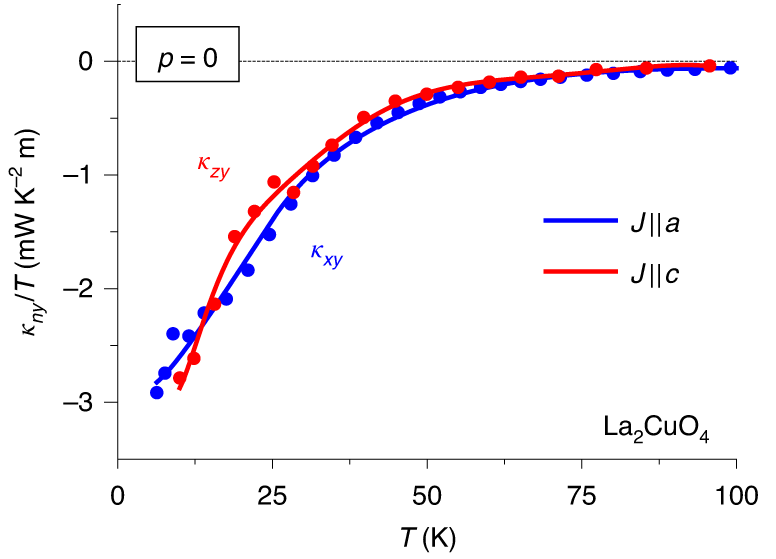 p = 0
0
−1
−2
−3
κzy
κxy
J||a
J||c
La₂CuO₄
0
25
50
75
100
T (K)
κny/T (mW K⁻² m)